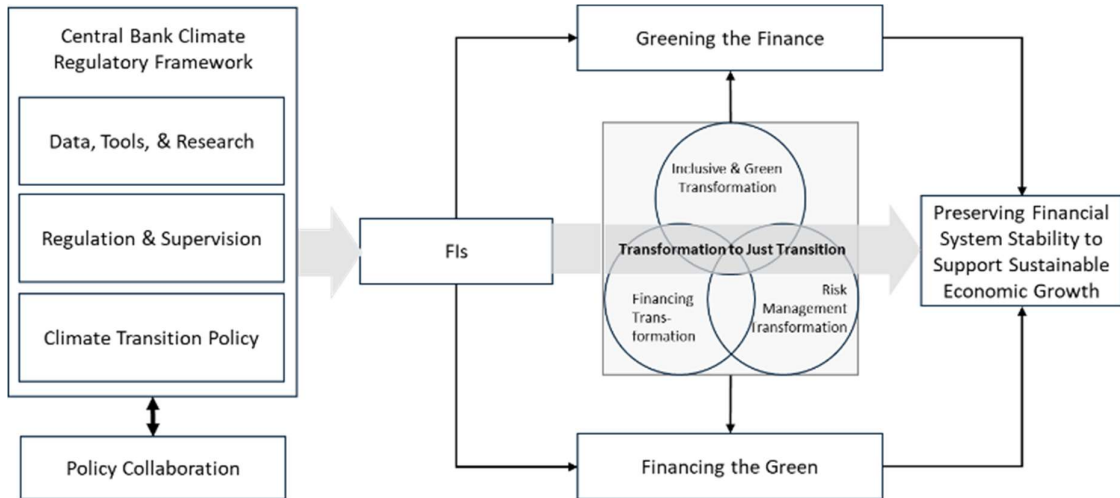 Central Bank Climate
Regulatory Framework
Data, Tools, & Research
Regulation & Supervision
Climate Transition Policy
Policy Collaboration
FIs
Greening the Finance
Inclusive & Green
Transformation
Transformation to Just Transition
Financing
Trans-
formation
Risk
Management
Transformation
Financing the Green
Preserving Financial
System Stability to
Support Sustainable
Economic Growth